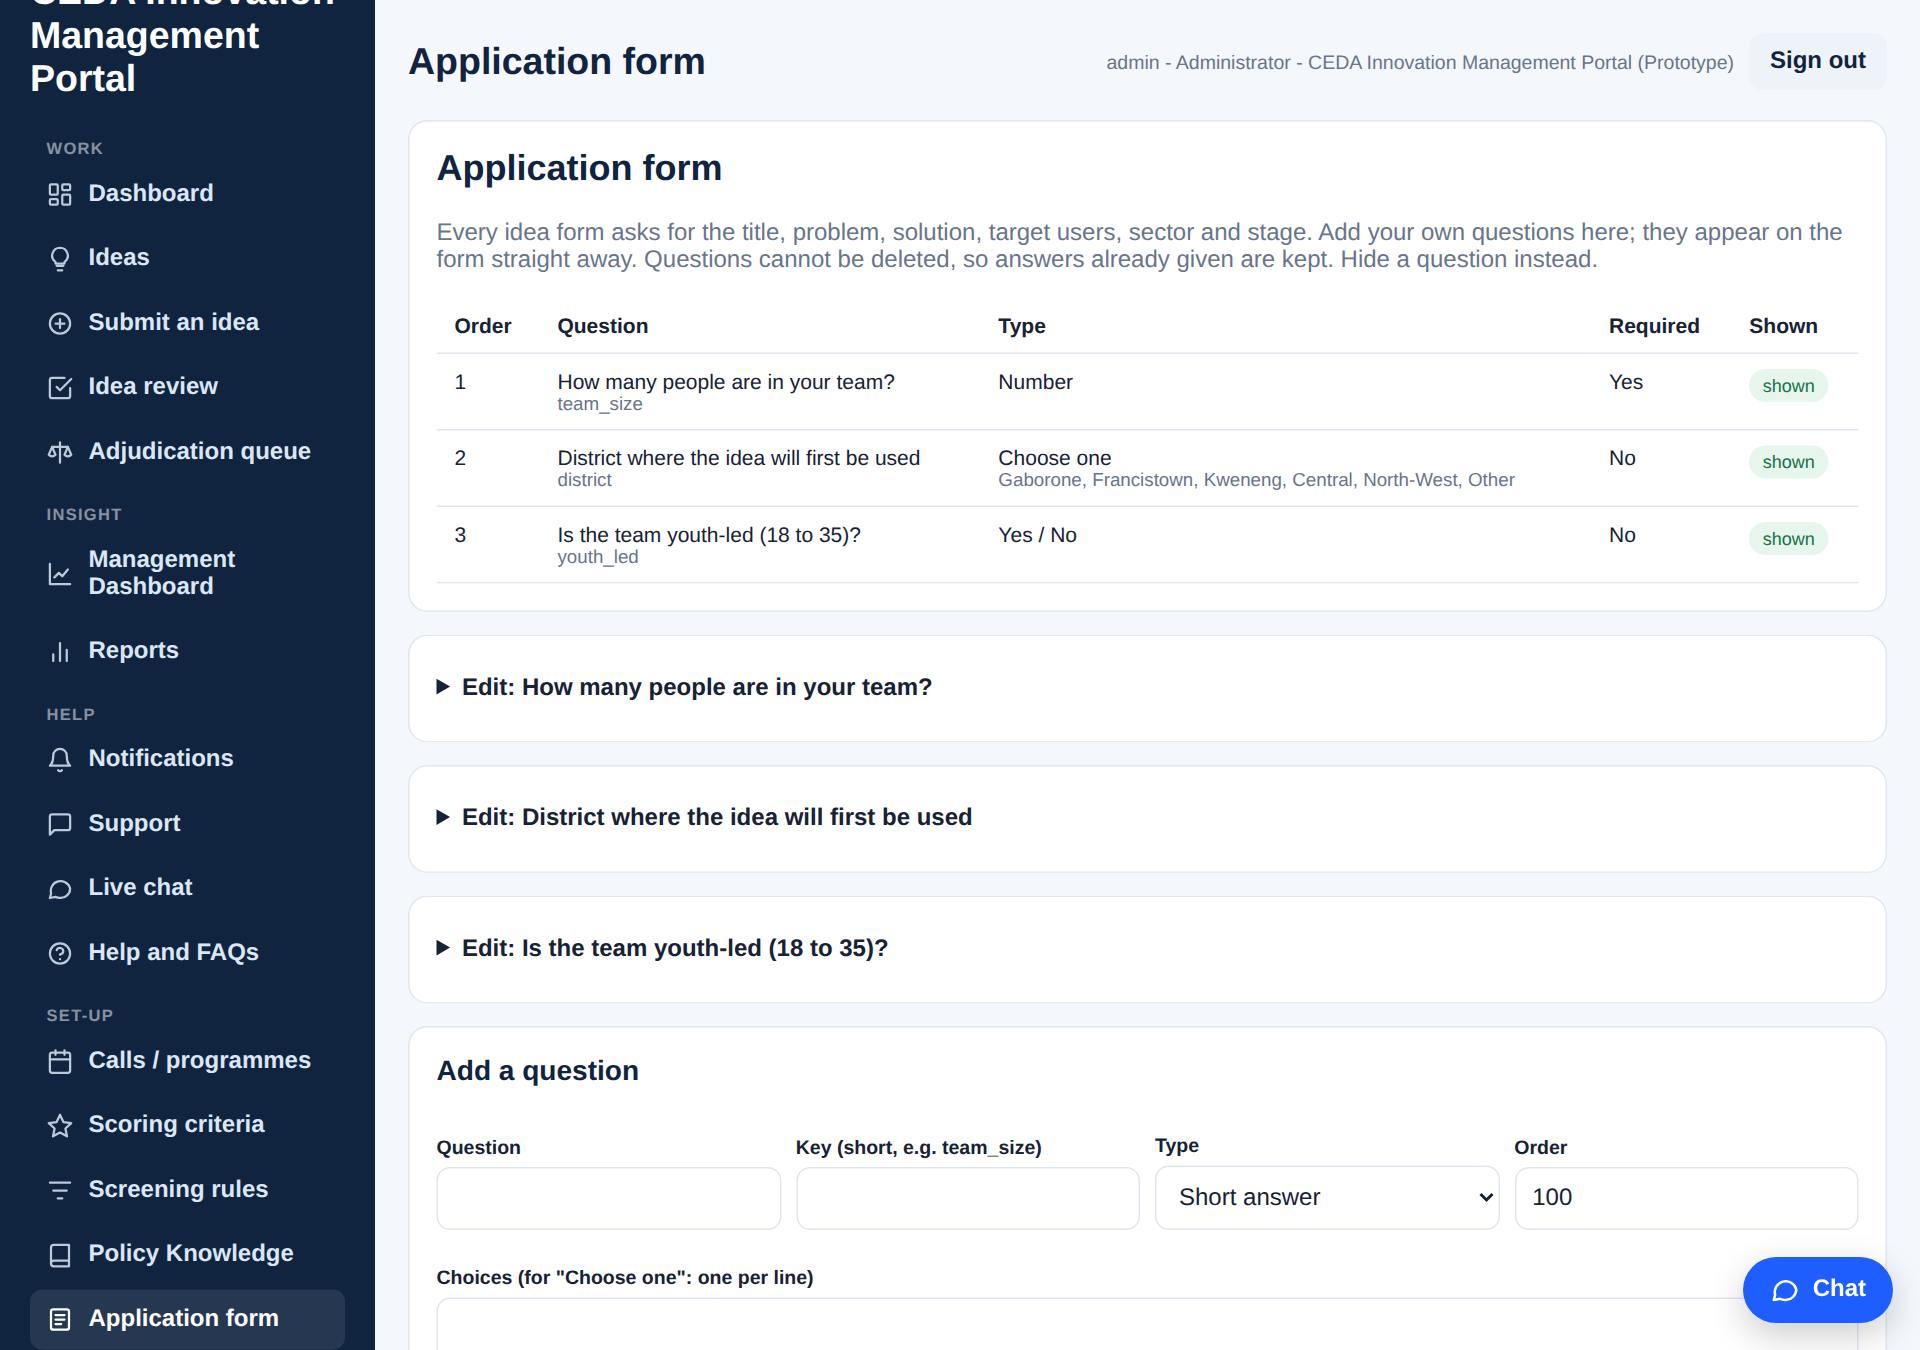 CEDA Innovation
Management
Portal
WORK
Dashboard
Ideas
Submit an idea
Idea review
Adjudication queue
INSIGHT
Management
Dashboard
Reports
HELP
Notifications
Support
Live chat
Help and FAQs
SET-UP
Calls / programmes
Scoring criteria
Screening rules
Policy Knowledge
Application form
Application form
admin - Administrator - CEDA Innovation Management Portal (Prototype)
Sign out
Application form
Every idea form asks for the title, problem, solution, target users, sector and stage. Add your own questions here; they appear on the
form straight away. Questions cannot be deleted, so answers already given are kept. Hide a question instead.
Order Question Type Required Shown
1 How many people are in your team? Number Yes shown
team_size
2 District where the idea will first be used Choose one No shown
district Gaborone, Francistown, Kweneng, Central, North-West, Other
3 Is the team youth-led (18 to 35)? Yes / No No shown
youth_led
Edit: How many people are in your team?
Edit: District where the idea will first be used
Edit: Is the team youth-led (18 to 35)?
Add a question
Question Key (short, e.g. team_size) Type Order
Short answer 100
Choices (for "Choose one": one per line)
Chat